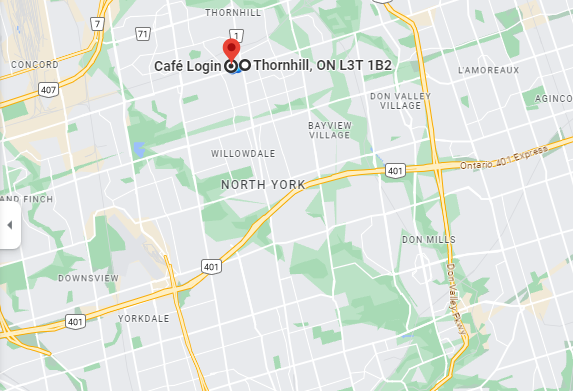 THORNHILL
7
71
1
CONCORD
Café Login
Thornhill, ON L3T 1B2
L'AMOREAUX
407
DON VALLEY
VILLAGE
AGINCO
BAYVIEW
VILLAGE
WILLOWDALE
Ontario 401 Express
401
NORTH YORK
AND FINCH
DON MILLS
401
DOWNSVIEW
Don Valley Pkwy
401
YORKDALE